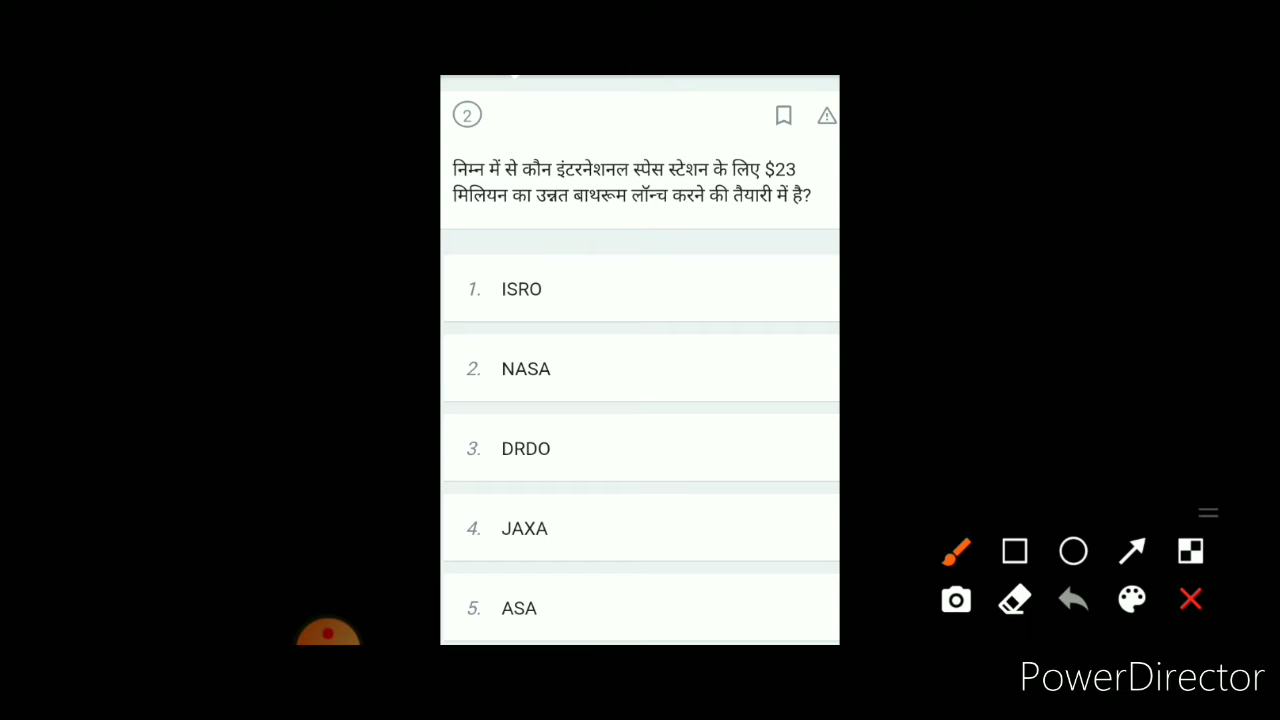 2
निम्न में से कौन इंटरनेशनल स्पेस स्टेशन के लिए $23
मिलियन का उन्नत बाथरूम लॉन्च करने की तैयारी में है?
1. ISRO
2. NASA
3. DRDO
4. JAXA
5. ASA
PowerDirector